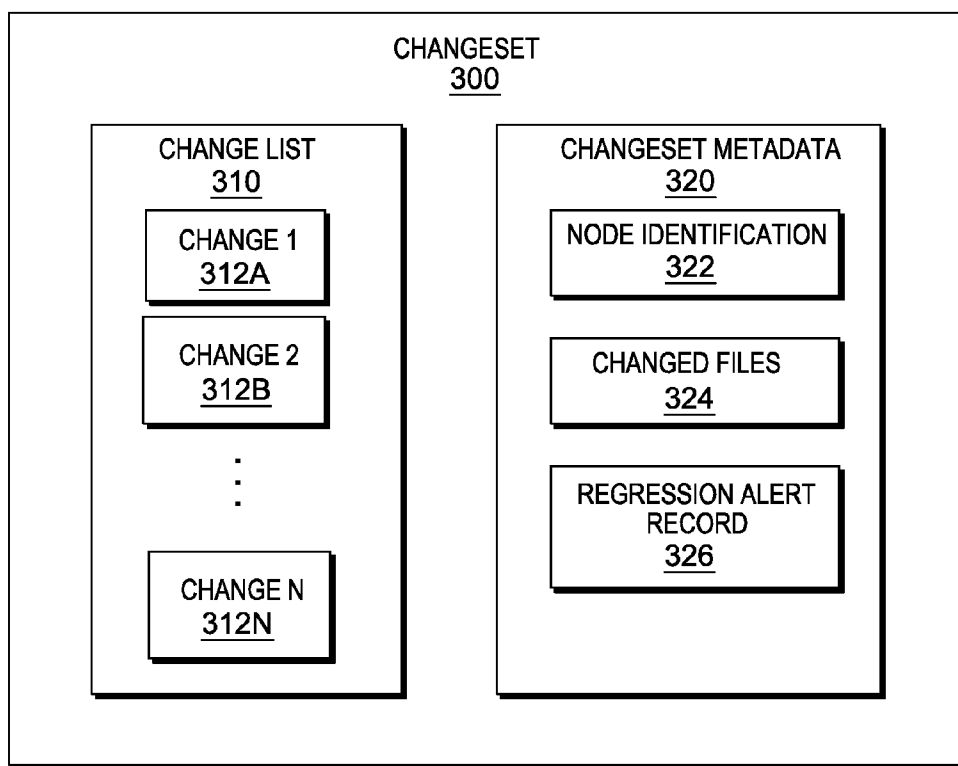 CHANGESET
300
CHANGE LIST
310
CHANGE 1
312A
CHANGE 2
312B
CHANGE N
312N
CHANGESET METADATA
320
NODE IDENTIFICATION
322
CHANGED FILES
324
REGRESSION ALERT
RECORD
326